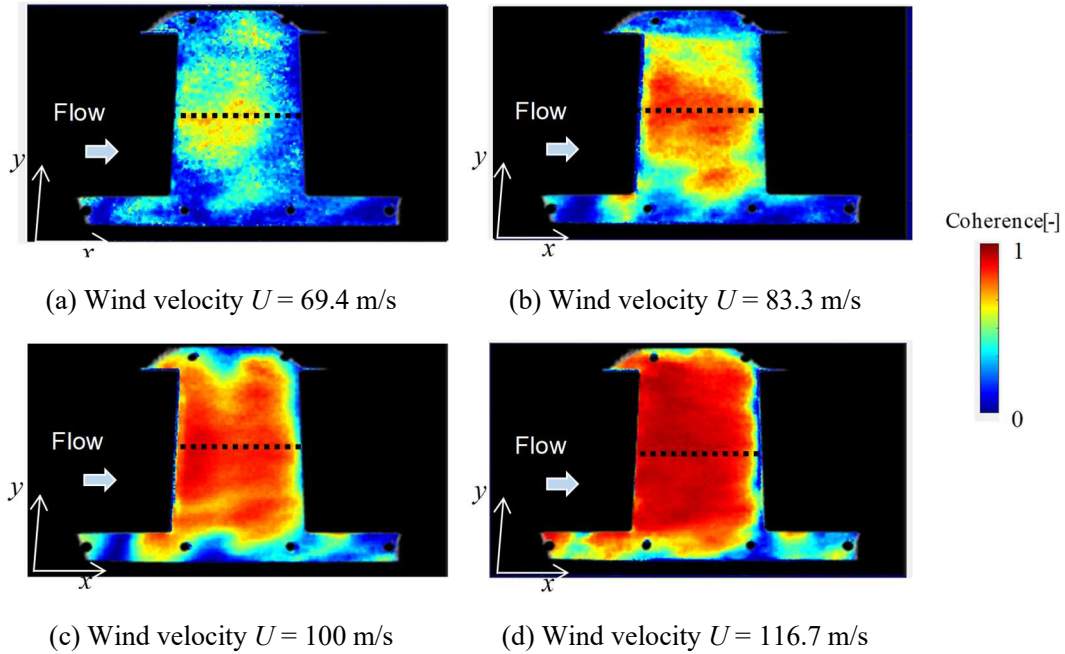 Flow
y
x
(a) Wind velocity U = 69.4 m/s
Flow
y
x
(b) Wind velocity U = 83.3 m/s
Coherence[-]
1
0
Flow
y
x
(c) Wind velocity U = 100 m/s
Flow
y
x
(d) Wind velocity U = 116.7 m/s